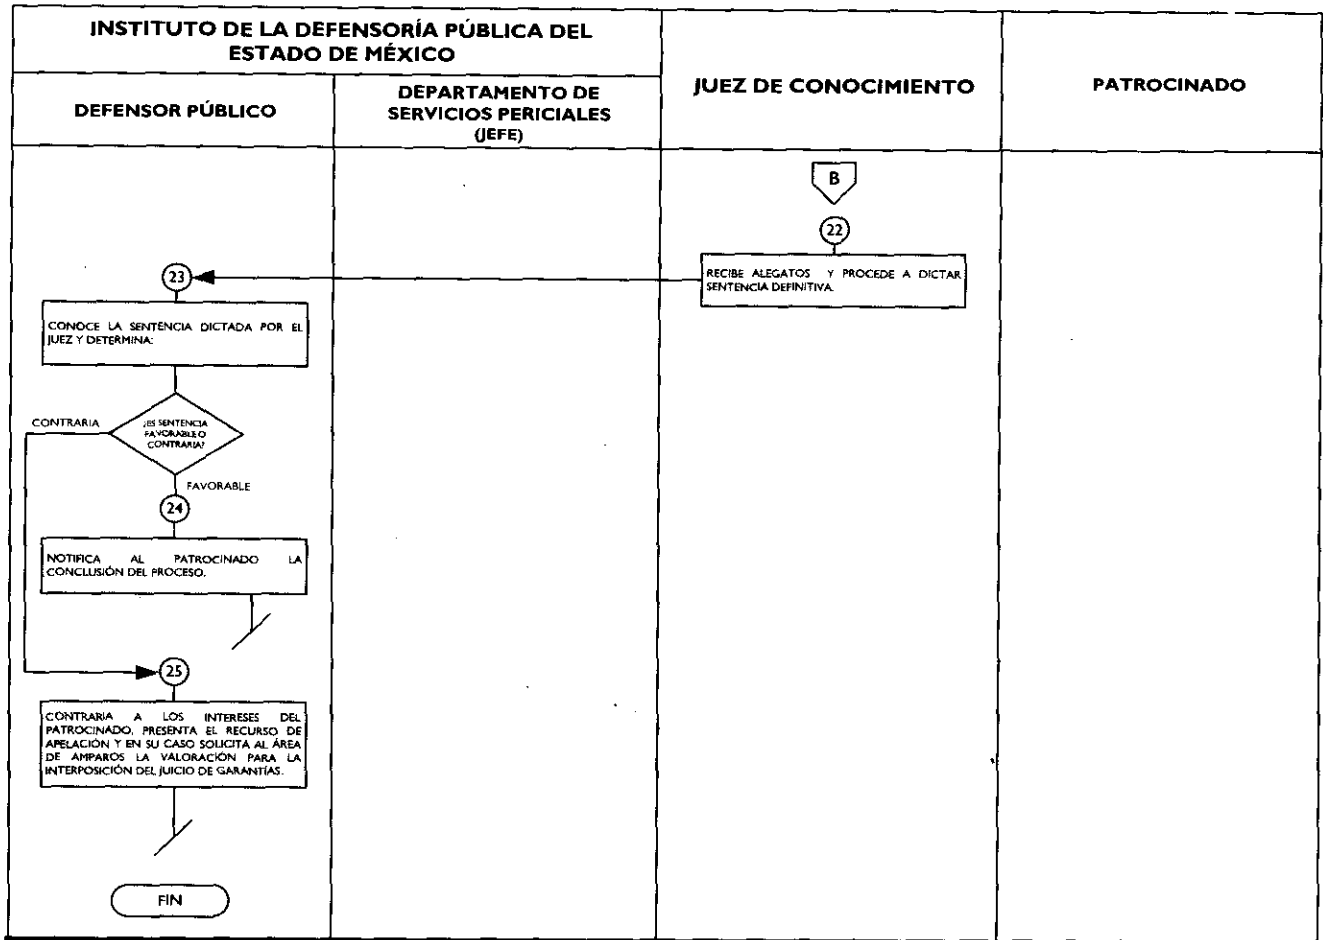 INSTITUTO DE LA DEFENSORÍA PÚBLICA DEL
ESTADO DE MÉXICO
DEFENSOR PÚBLICO
DEPARTAMENTO DE
SERVICIOS PERICIALES
(JEFE)
JUEZ DE CONOCIMIENTO
PATROCINADO
B
22
RECIBE ALEGATOS Y PROCEDE A DICTAR
SENTENCIA DEFINITIVA.
23
CONOCE LA SENTENCIA DICTADA POR EL
JUEZ Y DETERMINA:
CONTRARIA
¿ES SENTENCIA
FAVORABLE O
CONTRARIA?
FAVORABLE
24
NOTIFICA AL PATROCINADO LA
CONCLUSIÓN DEL PROCESO.
25
CONTRARIA A LOS INTERESES DEL
PATROCINADO, PRESENTA EL RECURSO DE
APELACIÓN Y EN SU CASO SOLICITA AL ÁREA
DE AMPAROS LA VALORACIÓN PARA LA
INTERPOSICIÓN DEL JUICIO DE GARANTÍAS.
FIN